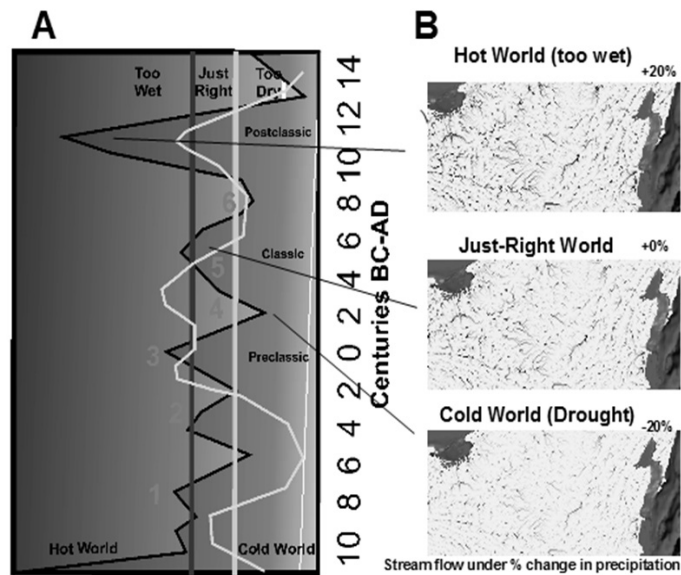 A
Too
Wet
Just
Right
Too
Dry
14
12
Postclassic
10
8
6
6
Classic
5
4
4
2
3
0
Preclassic
2
2
4
6
1
8
Hot World
Cold World
10
Centuries BC-AD
B
Hot World (too wet)
+20%
Just-Right World
+0%
Cold World (Drought)
-20%
Stream flow under % change in precipitation